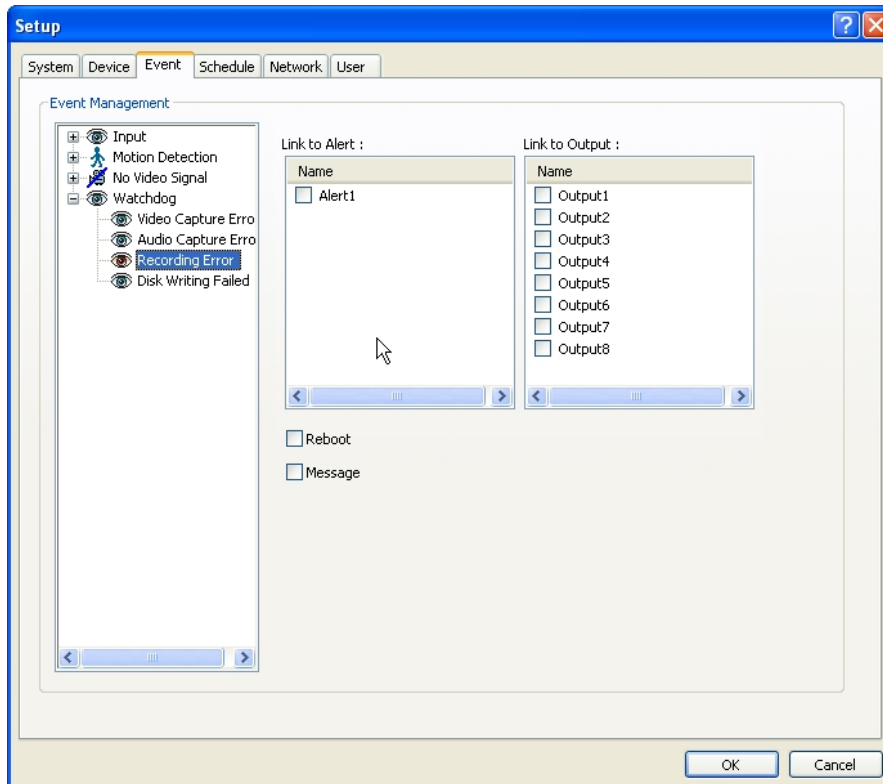 Setup
System Device Event Schedule Network User
Event Management
Input
Motion Detection
No Video Signal
Watchdog
Video Capture Erro
Audio Capture Erro
Recording Error
Disk Writing Failed
Link to Alert :
Name
Alert1
Link to Output :
Name
Output1
Output2
Output3
Output4
Output5
Output6
Output7
Output8
Reboot
Message
OK Cancel